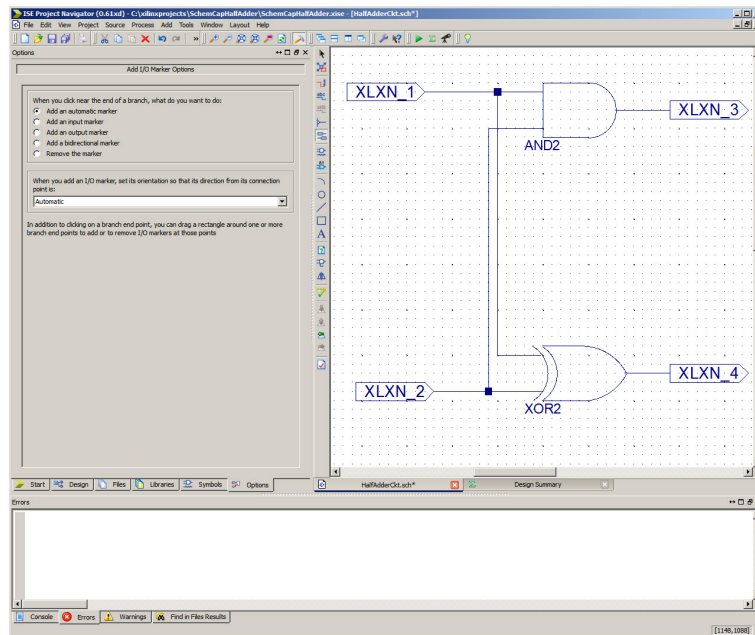 ISE Project Navigator (O.61xd) - C:\xilinxprojects\SchemCapHalfAdder\SchemCapHalfAdder.xise - [HalfAdderCkt.sch*]
File Edit View Project Source Process Add Tools Window Layout Help
Options
Add I/O Marker Options
When you click near the end of a branch, what do you want to do:
Add an automatic marker
Add an input marker
Add an output marker
Add a bidirectional marker
Remove the marker
When you add an I/O marker, set its orientation so that its direction from its connection
point is:
Automatic
In addition to clicking on a branch end point, you can drag a rectangle around one or more
branch end points to add or to remove I/O markers at those points
XLXN_1
XLXN_3
AND2
XLXN_4
XLXN_2
XOR2
Start Design Files Libraries Symbols Options
HalfAdderCkt.sch* Design Summary
Errors
Console Errors Warnings Find in Files Results
[1148,1088]